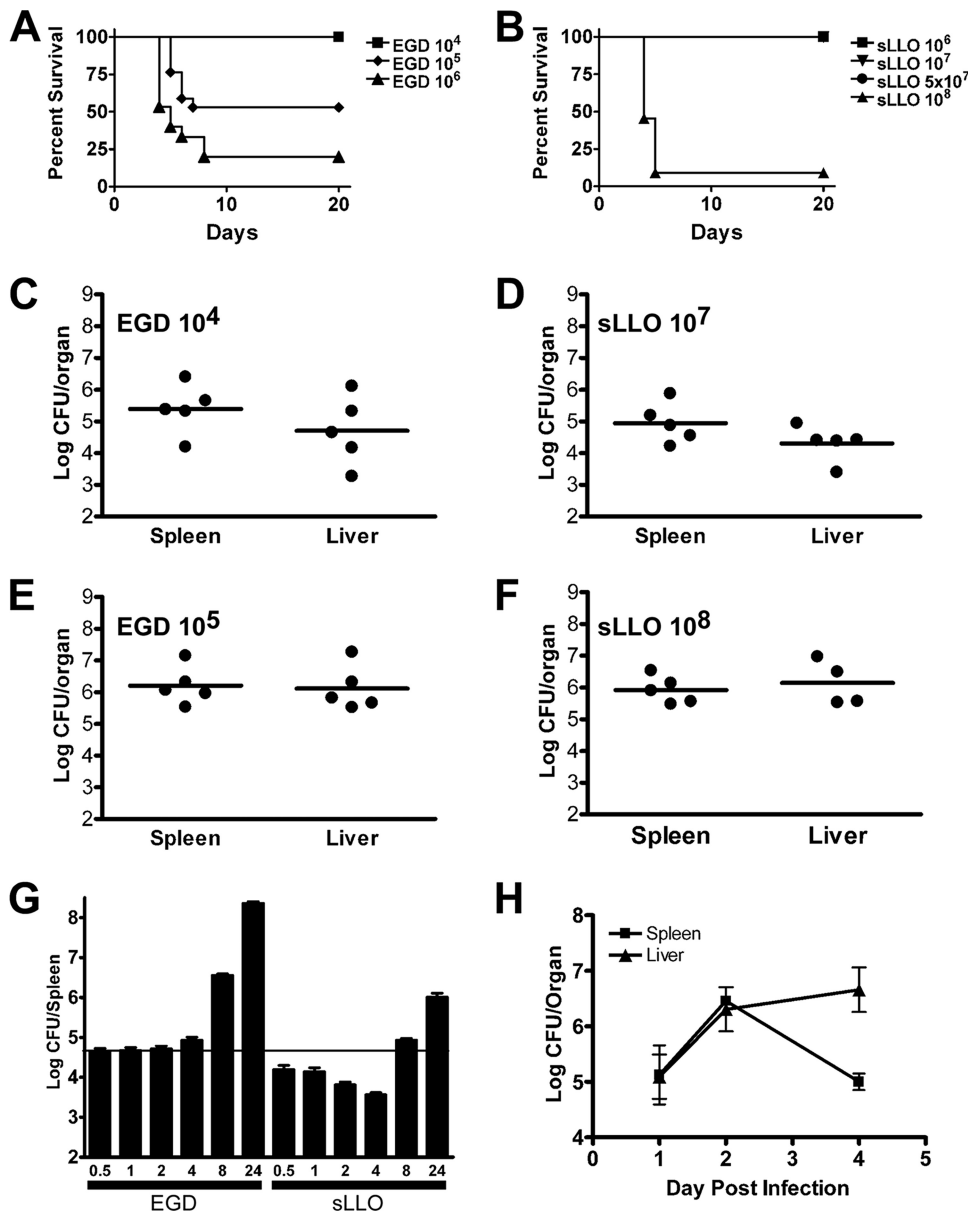 A
Percent Survival
100
75
50
25
0
0 10 20
Days
EGD 10⁴
EGD 10⁵
EGD 10⁶
B
Percent Survival
100
75
50
25
0
0 10 20
Days
sLLO 10⁶
sLLO 10⁷
sLLO 5x10⁷
sLLO 10⁸
C
EGD 10⁴
Log CFU/organ
9
8
7
6
5
4
3
2
Spleen Liver
D
sLLO 10⁷
Log CFU/organ
9
8
7
6
5
4
3
2
Spleen Liver
E
EGD 10⁵
Log CFU/organ
9
8
7
6
5
4
3
2
Spleen Liver
F
sLLO 10⁸
Log CFU/organ
9
8
7
6
5
4
3
2
Spleen Liver
G
Log CFU/Spleen
8
7
6
5
4
3
2
0.5 1 2 4 8 24 0.5 1 2 4 8 24
EGD sLLO
H
Spleen
Liver
Log CFU/Organ
8
7
6
5
4
0 1 2 3 4 5
Day Post Infection